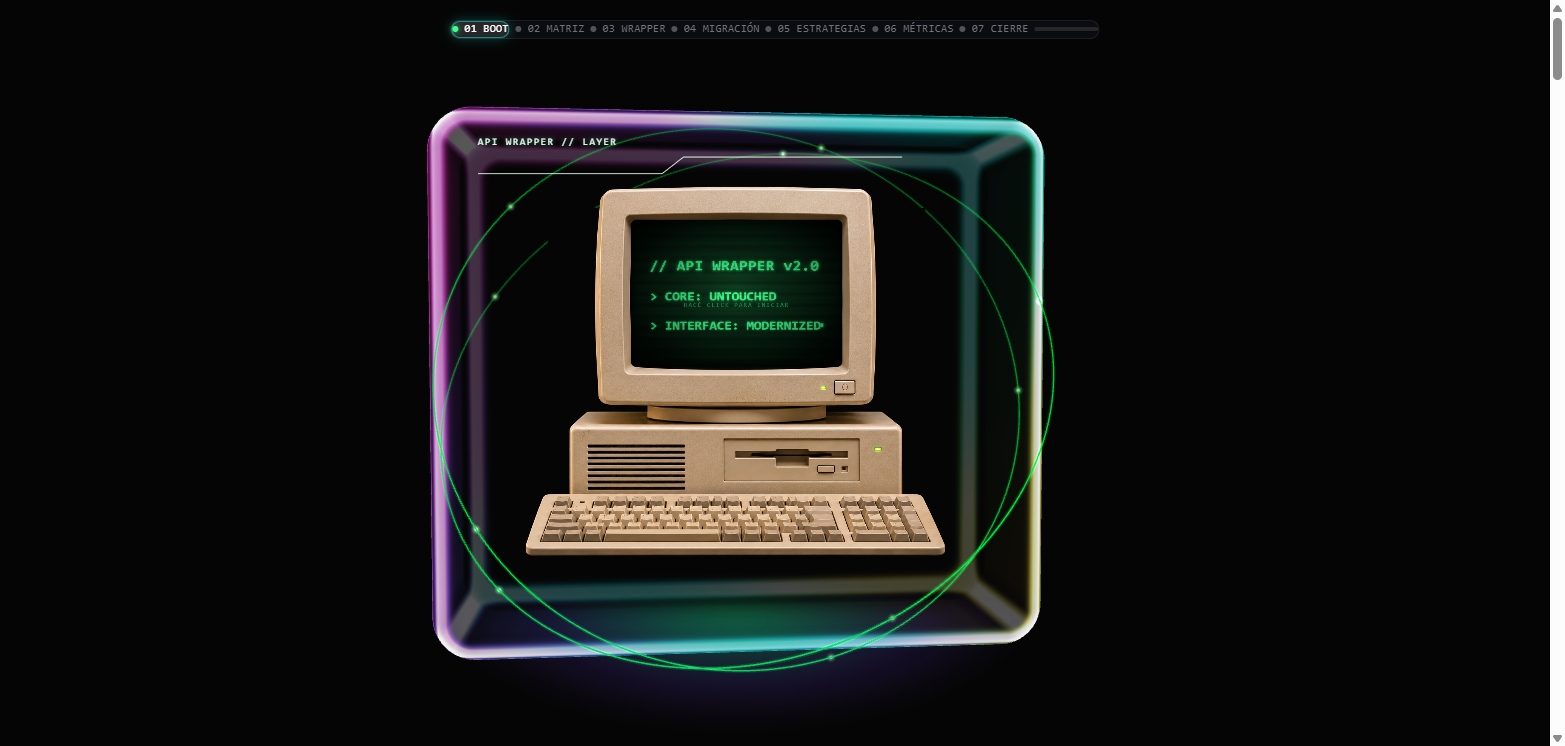 01 BOOT 02 MATRIZ 03 WRAPPER 04 MIGRACIÓN 05 ESTRATEGIAS 06 MÉTRICAS 07 CIERRE
API WRAPPER // LAYER
// API WRAPPER v2.0
> CORE: UNTOUCHED
HACÉ CLICK PARA INICIAR
> INTERFACE: MODERNIZED